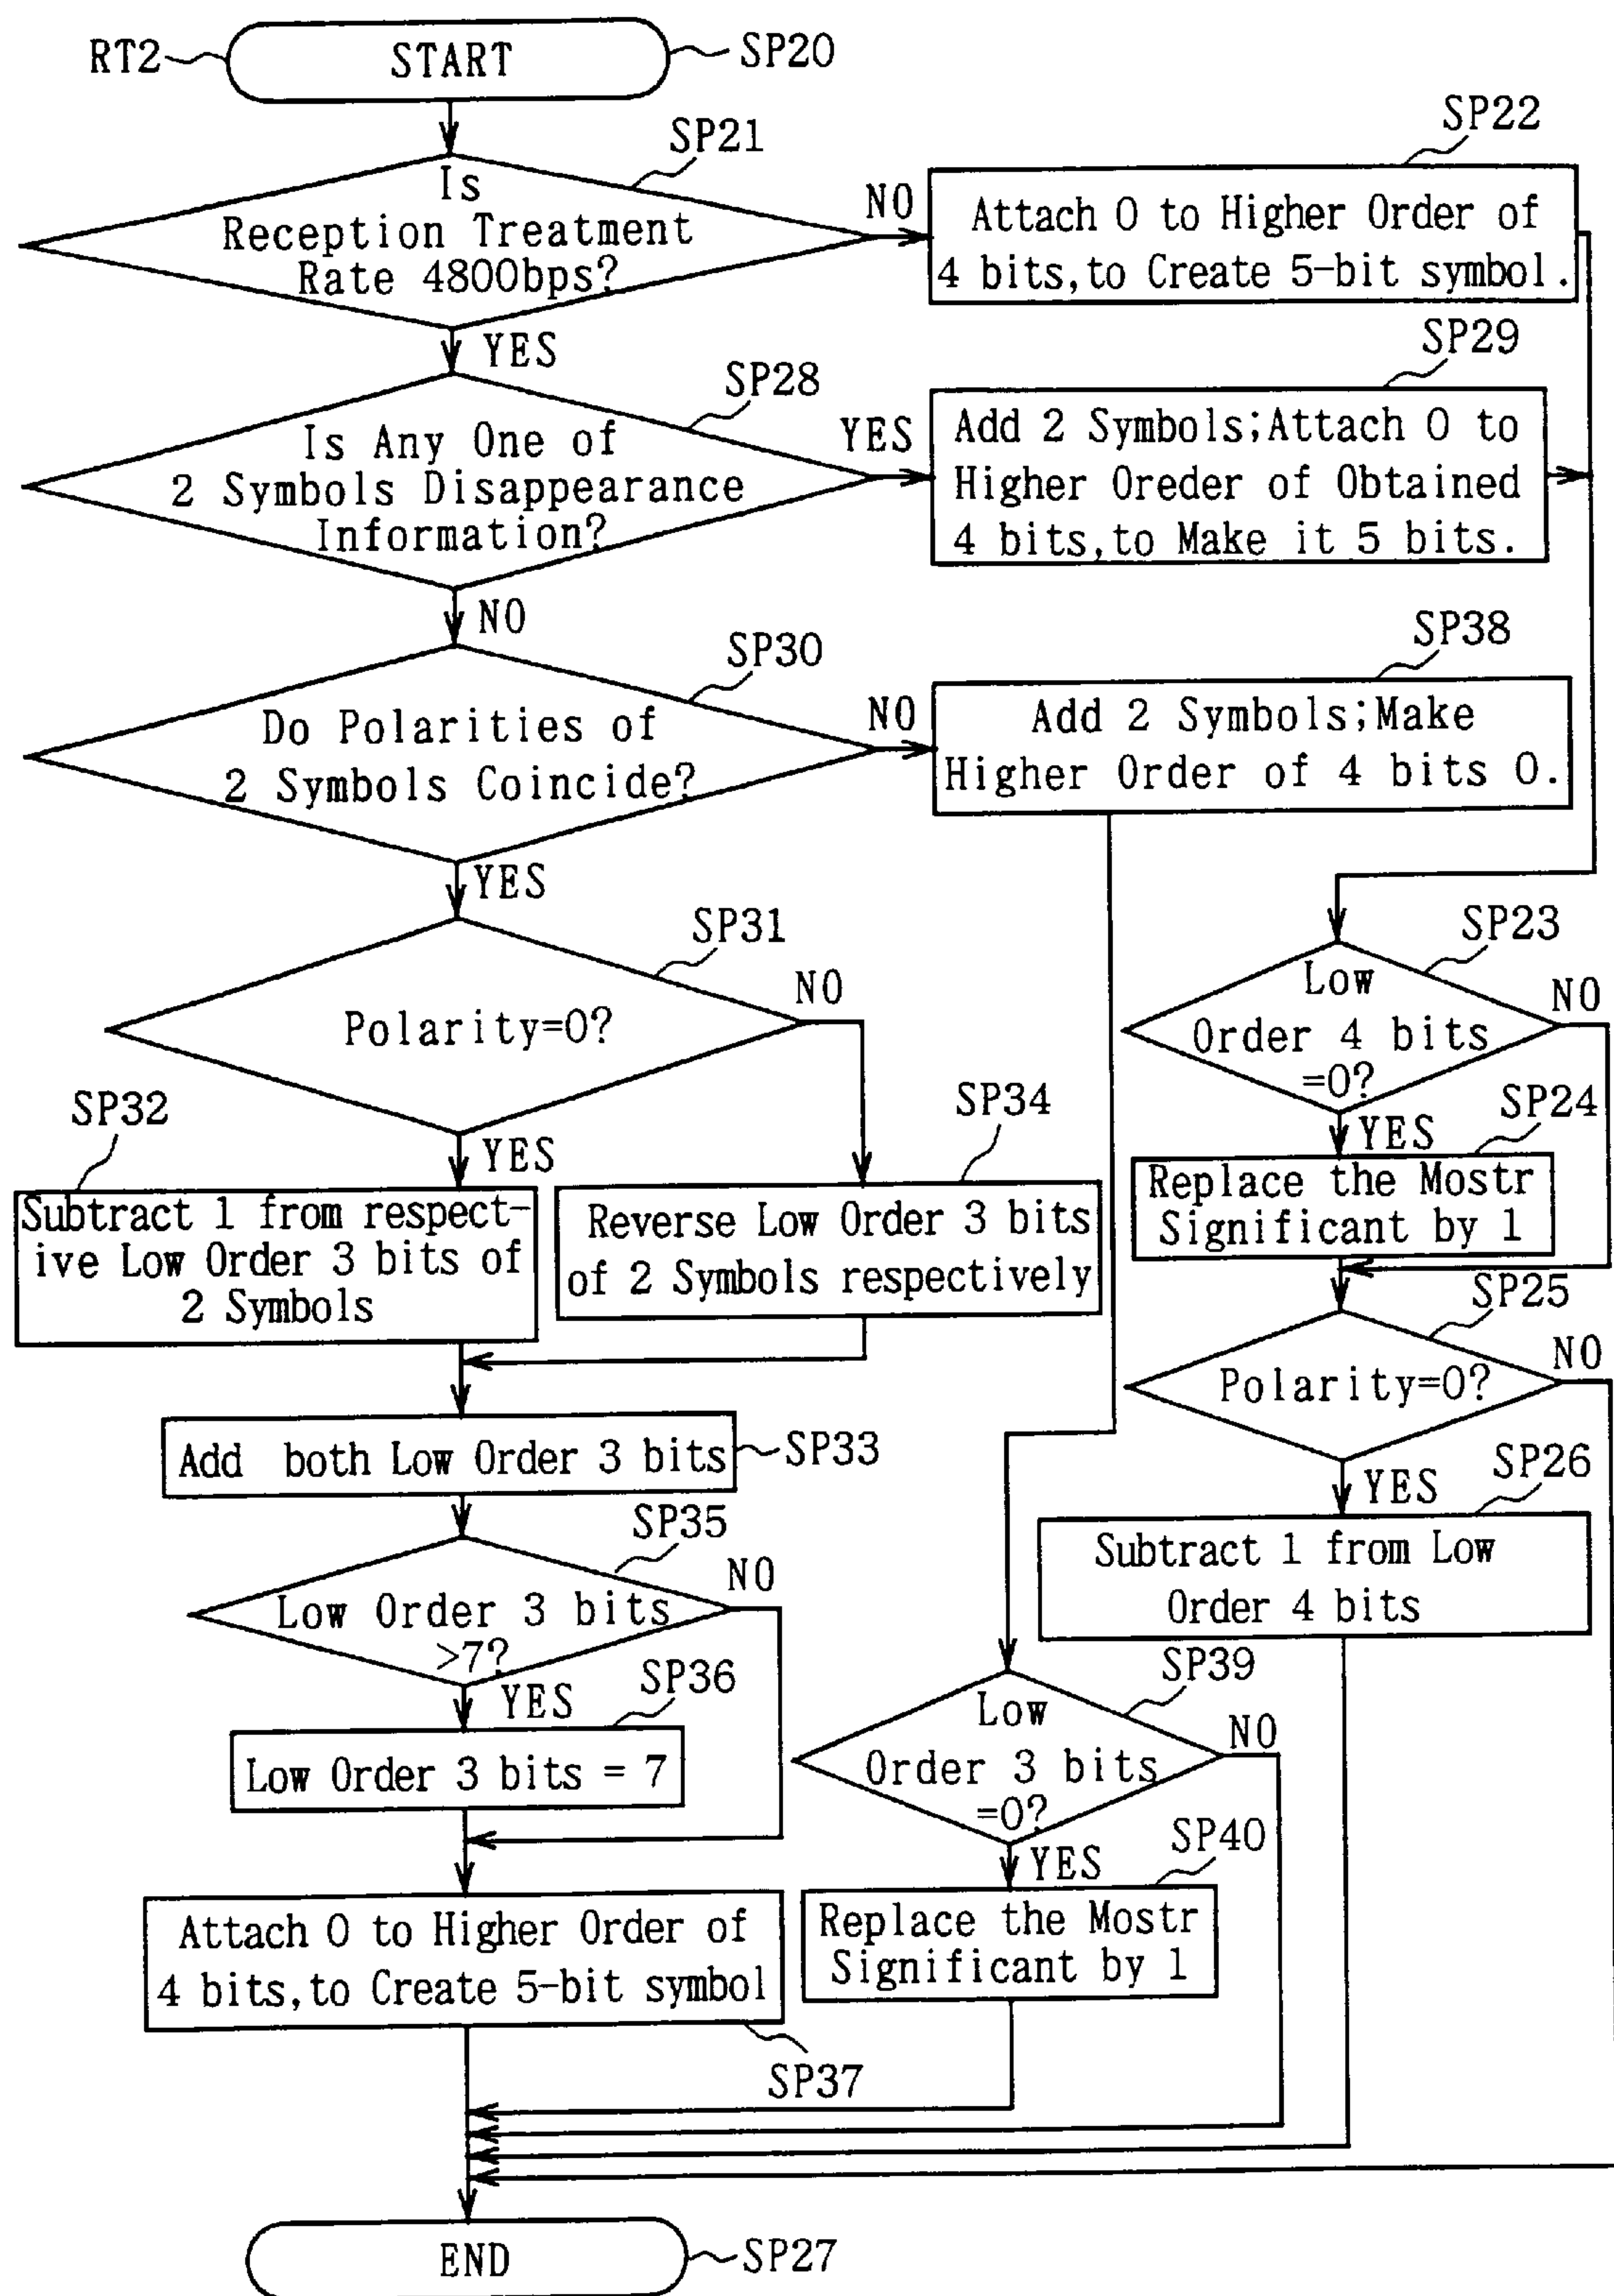 RT2
START
SP20
SP21
Is
Reception Treatment
Rate 4800bps?
NO
SP22
Attach 0 to Higher Order of
4 bits,to Create 5-bit symbol.
YES
SP28
Is Any One of
2 Symbols Disappearance
Information?
YES
SP29
Add 2 Symbols;Attach 0 to
Higher Oreder of Obtained
4 bits,to Make it 5 bits.
NO
SP30
Do Polarities of
2 Symbols Coincide?
NO
SP38
Add 2 Symbols;Make
Higher Order of 4 bits 0.
YES
SP31
Polarity=0?
NO
SP23
Low
Order 4 bits
=0?
NO
SP32
YES
SP34
YES
SP24
Subtract 1 from respect-
ive Low Order 3 bits of
2 Symbols
Reverse Low Order 3 bits
of 2 Symbols respectively
Replace the Mostr
Significant by 1
SP25
Polarity=0?
NO
Add both Low Order 3 bits
SP33
YES
SP26
Subtract 1 from Low
Order 4 bits
SP35
Low Order 3 bits
>7?
NO
YES
SP36
Low Order 3 bits = 7
SP39
Low
Order 3 bits
=0?
NO
YES
SP40
Replace the Mostr
Significant by 1
Attach 0 to Higher Order of
4 bits,to Create 5-bit symbol
SP37
END
SP27